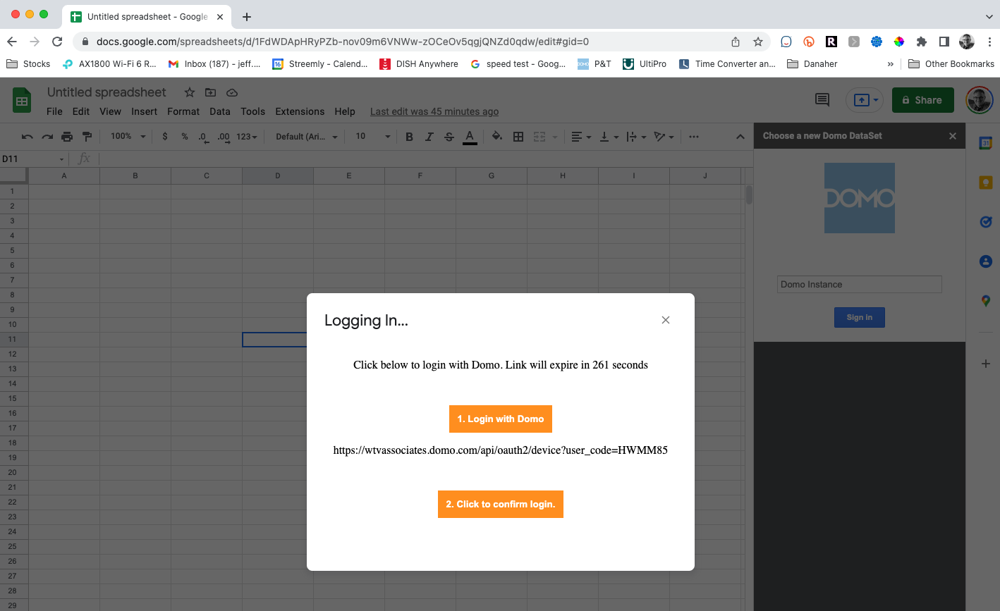 Untitled spreadsheet - Google
docs.google.com/spreadsheets/d/1FdWDApHRyPZb-nov09m6VNWw-zOCeOv5qgjQNZd0qdw/edit#gid=0
Stocks AX1800 Wi-Fi 6 R... Inbox (187) - jeff.... 16 Streemly - Calend... DISH Anywhere speed test - Goog... DOMO P&T UltiPro Time Converter an... Danaher » Other Bookmarks
Untitled spreadsheet
File Edit View Insert Format Data Tools Extensions Help Last edit was 45 minutes ago
Share
100% $ % .0 .00 123 Default (Ari... 10 B I S A
Choose a new Domo DataSet
31
D11 fx
A B C D E F G H I J
1
2
3
4
5
6
7
8
9
10
11
12
13
14
15
16
17
18
19
20
21
22
23
24
25
26
27
28
29
DOMO
Domo Instance
Sign in
Logging In...
Click below to login with Domo. Link will expire in 261 seconds
1. Login with Domo
https://wtvassociates.domo.com/api/oauth2/device?user_code=HWMM85
2. Click to confirm login.